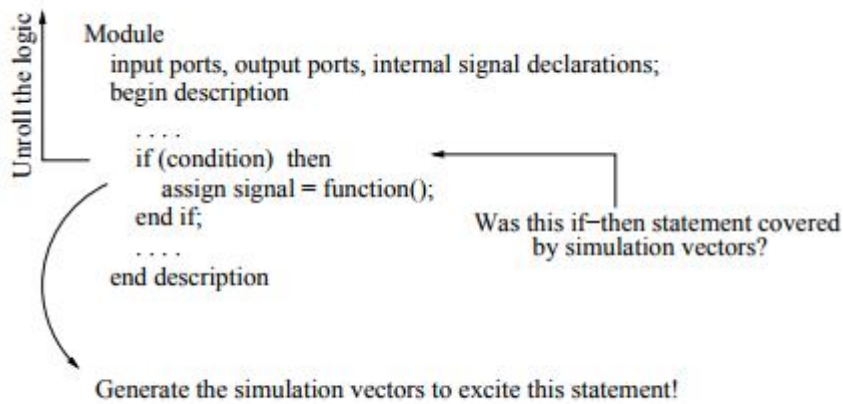 Unroll the logic
Module
input ports, output ports, internal signal declarations;
begin description
. . . .
if (condition) then
assign signal = function();
end if;
. . . .
end description
Was this if−then statement covered
by simulation vectors?
Generate the simulation vectors to excite this statement!